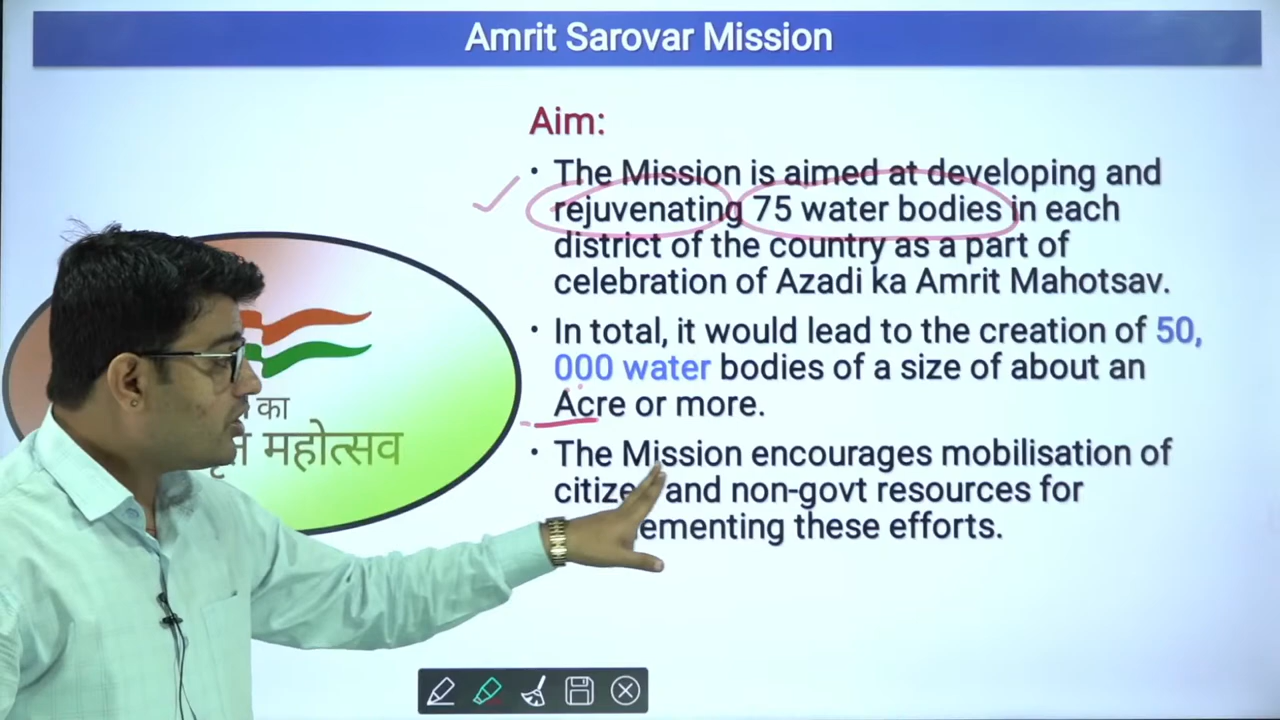 Amrit Sarovar Mission
Aim:
• The Mission is aimed at developing and
rejuvenating 75 water bodies in each
district of the country as a part of
celebration of Azadi ka Amrit Mahotsav.
• In total, it would lead to the creation of 50,
000 water bodies of a size of about an
Acre or more.
• The Mission encourages mobilisation of
and non-govt resources for
these efforts.
का
महोत्सव